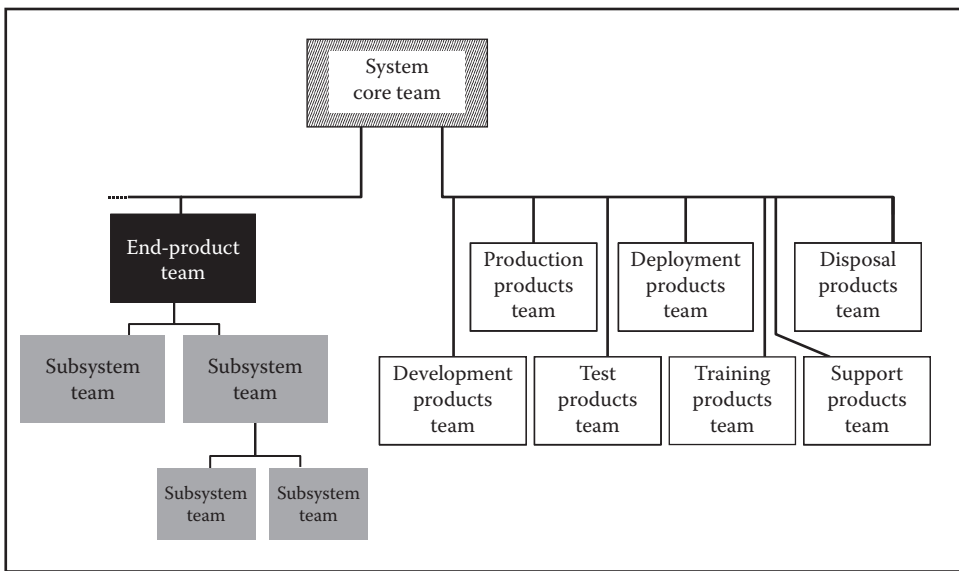 System
core team
End-product
team
Subsystem
team
Subsystem
team
Subsystem
team
Subsystem
team
Production
products
team
Deployment
products
team
Disposal
products
team
Development
products
team
Test
products
team
Training
products
team
Support
products
team